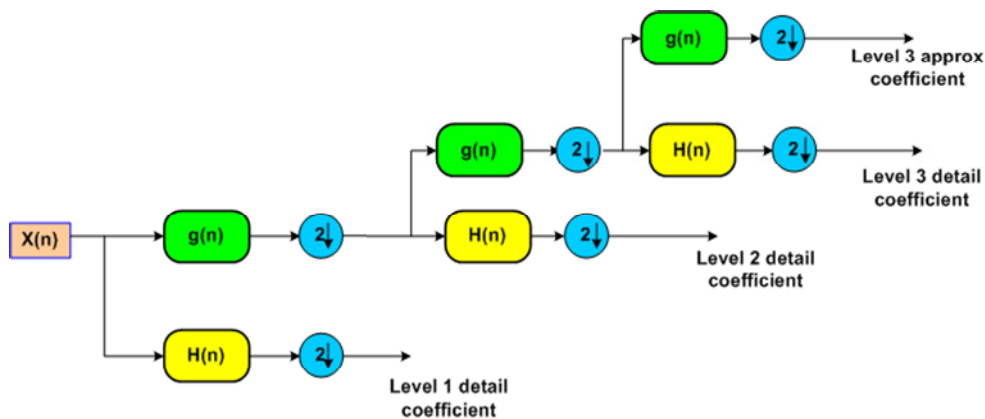 g(n)
2↓
Level 3 approx
coefficient
g(n)
2↓
H(n)
2↓
Level 3 detail
coefficient
X(n)
g(n)
2↓
H(n)
2↓
Level 2 detail
coefficient
H(n)
2↓
Level 1 detail
coefficient